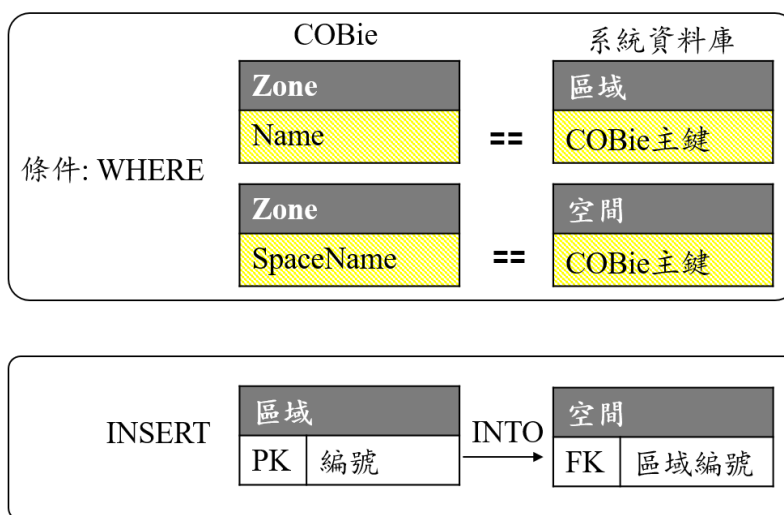 COBie 系統資料庫
Zone 區域
Name == COBie主鍵
條件: WHERE
Zone 空間
SpaceName == COBie主鍵
區域 空間
INSERT PK 編號 INTO FK 區域編號